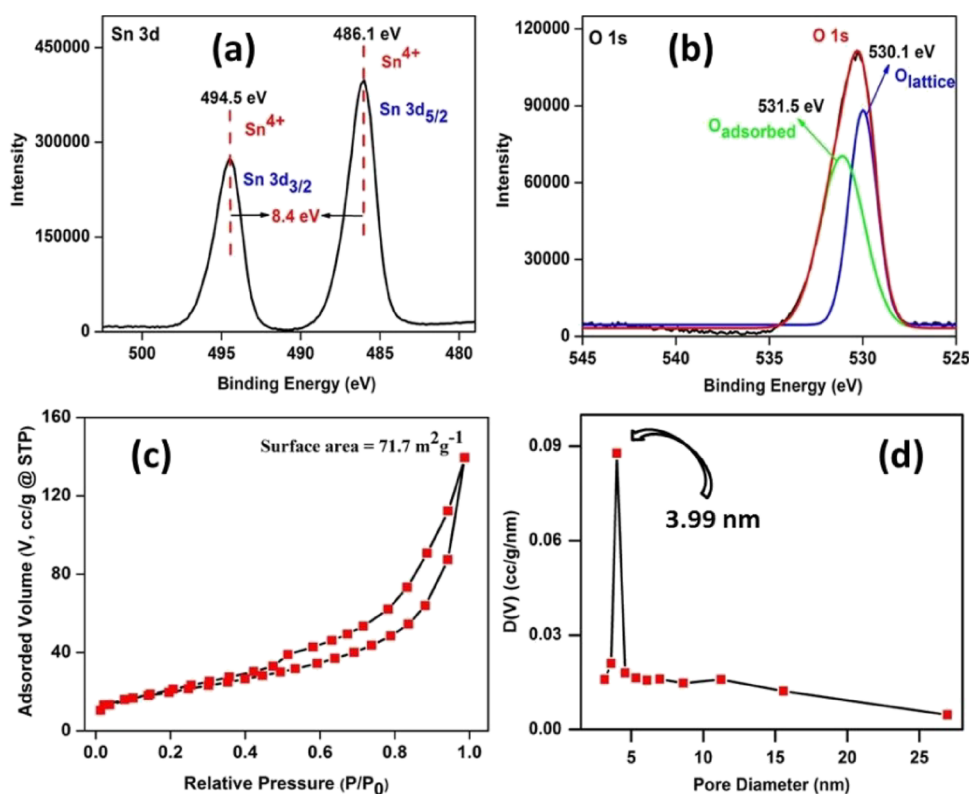 Sn 3d
(a)
486.1 eV
Sn4+
494.5 eV
Sn4+
Sn 3d5/2
Sn 3d3/2
8.4 eV
450000
300000
150000
0
Intensity
500
495
490
485
480
Binding Energy (eV)
O 1s
(b)
O 1s
530.1 eV
Olattice
531.5 eV
Oadsorbed
120000
90000
60000
30000
0
Intensity
545
540
535
530
525
Binding Energy (eV)
(c)
Surface area = 71.7 m2g-1
160
120
80
40
0
Adsorded Volume (V, cc/g @ STP)
0.0
0.2
0.4
0.6
0.8
1.0
Relative Pressure (P/P0)
(d)
3.99 nm
0.09
0.06
0.03
0.00
D(V) (cc/g/nm)
5
10
15
20
25
Pore Diameter (nm)